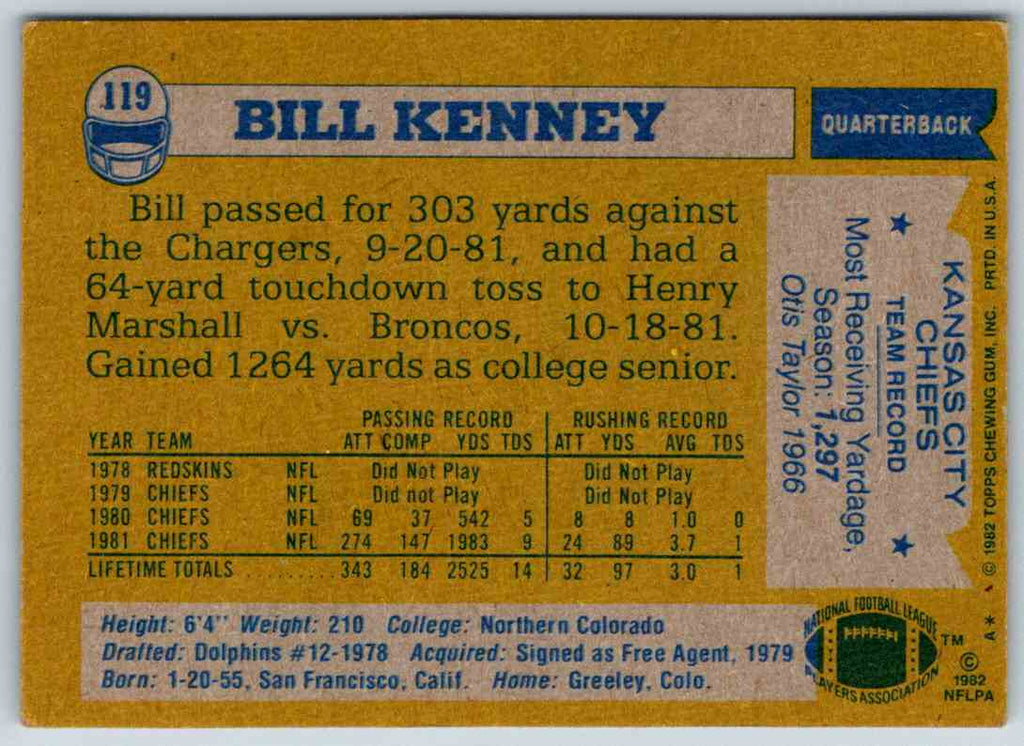 119
BILL KENNEY
QUARTERBACK
Bill passed for 303 yards against
the Chargers, 9-20-81, and had a
64-yard touchdown toss to Henry
Marshall vs. Broncos, 10-18-81.
Gained 1264 yards as college senior.
PASSING RECORD RUSHING RECORD
YEAR TEAM ATT COMP YDS TDS ATT YDS AVG TDS
1978 REDSKINS NFL Did Not Play Did Not Play
1979 CHIEFS NFL Did not Play Did Not Play
1980 CHIEFS NFL 69 37 542 5 8 8 1.0 0
1981 CHIEFS NFL 274 147 1983 9 24 89 3.7 1
LIFETIME TOTALS .......... 343 184 2525 14 32 97 3.0 1
Height: 6'4" Weight: 210 College: Northern Colorado
Drafted: Dolphins #12-1978 Acquired: Signed as Free Agent, 1979
Born: 1-20-55, San Francisco, Calif. Home: Greeley, Colo.
KANSAS CITY
CHIEFS
★ TEAM RECORD ★
Most Receiving Yardage,
Season: 1,297
Otis Taylor 1966
© 1982 TOPPS CHEWING GUM, INC. PRTD. IN U.S.A.
A*
NATIONAL FOOTBALL LEAGUE
PLAYERS ASSOCIATION
TM
©
1982
NFLPA